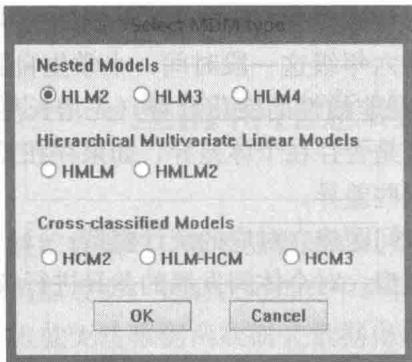 Select MDM type
Nested Models
HLM2 HLM3 HLM4
Hierarchical Multivariate Linear Models
HMLM HMLM2
Cross-classified Models
HCM2 HLM-HCM HCM3
OK Cancel